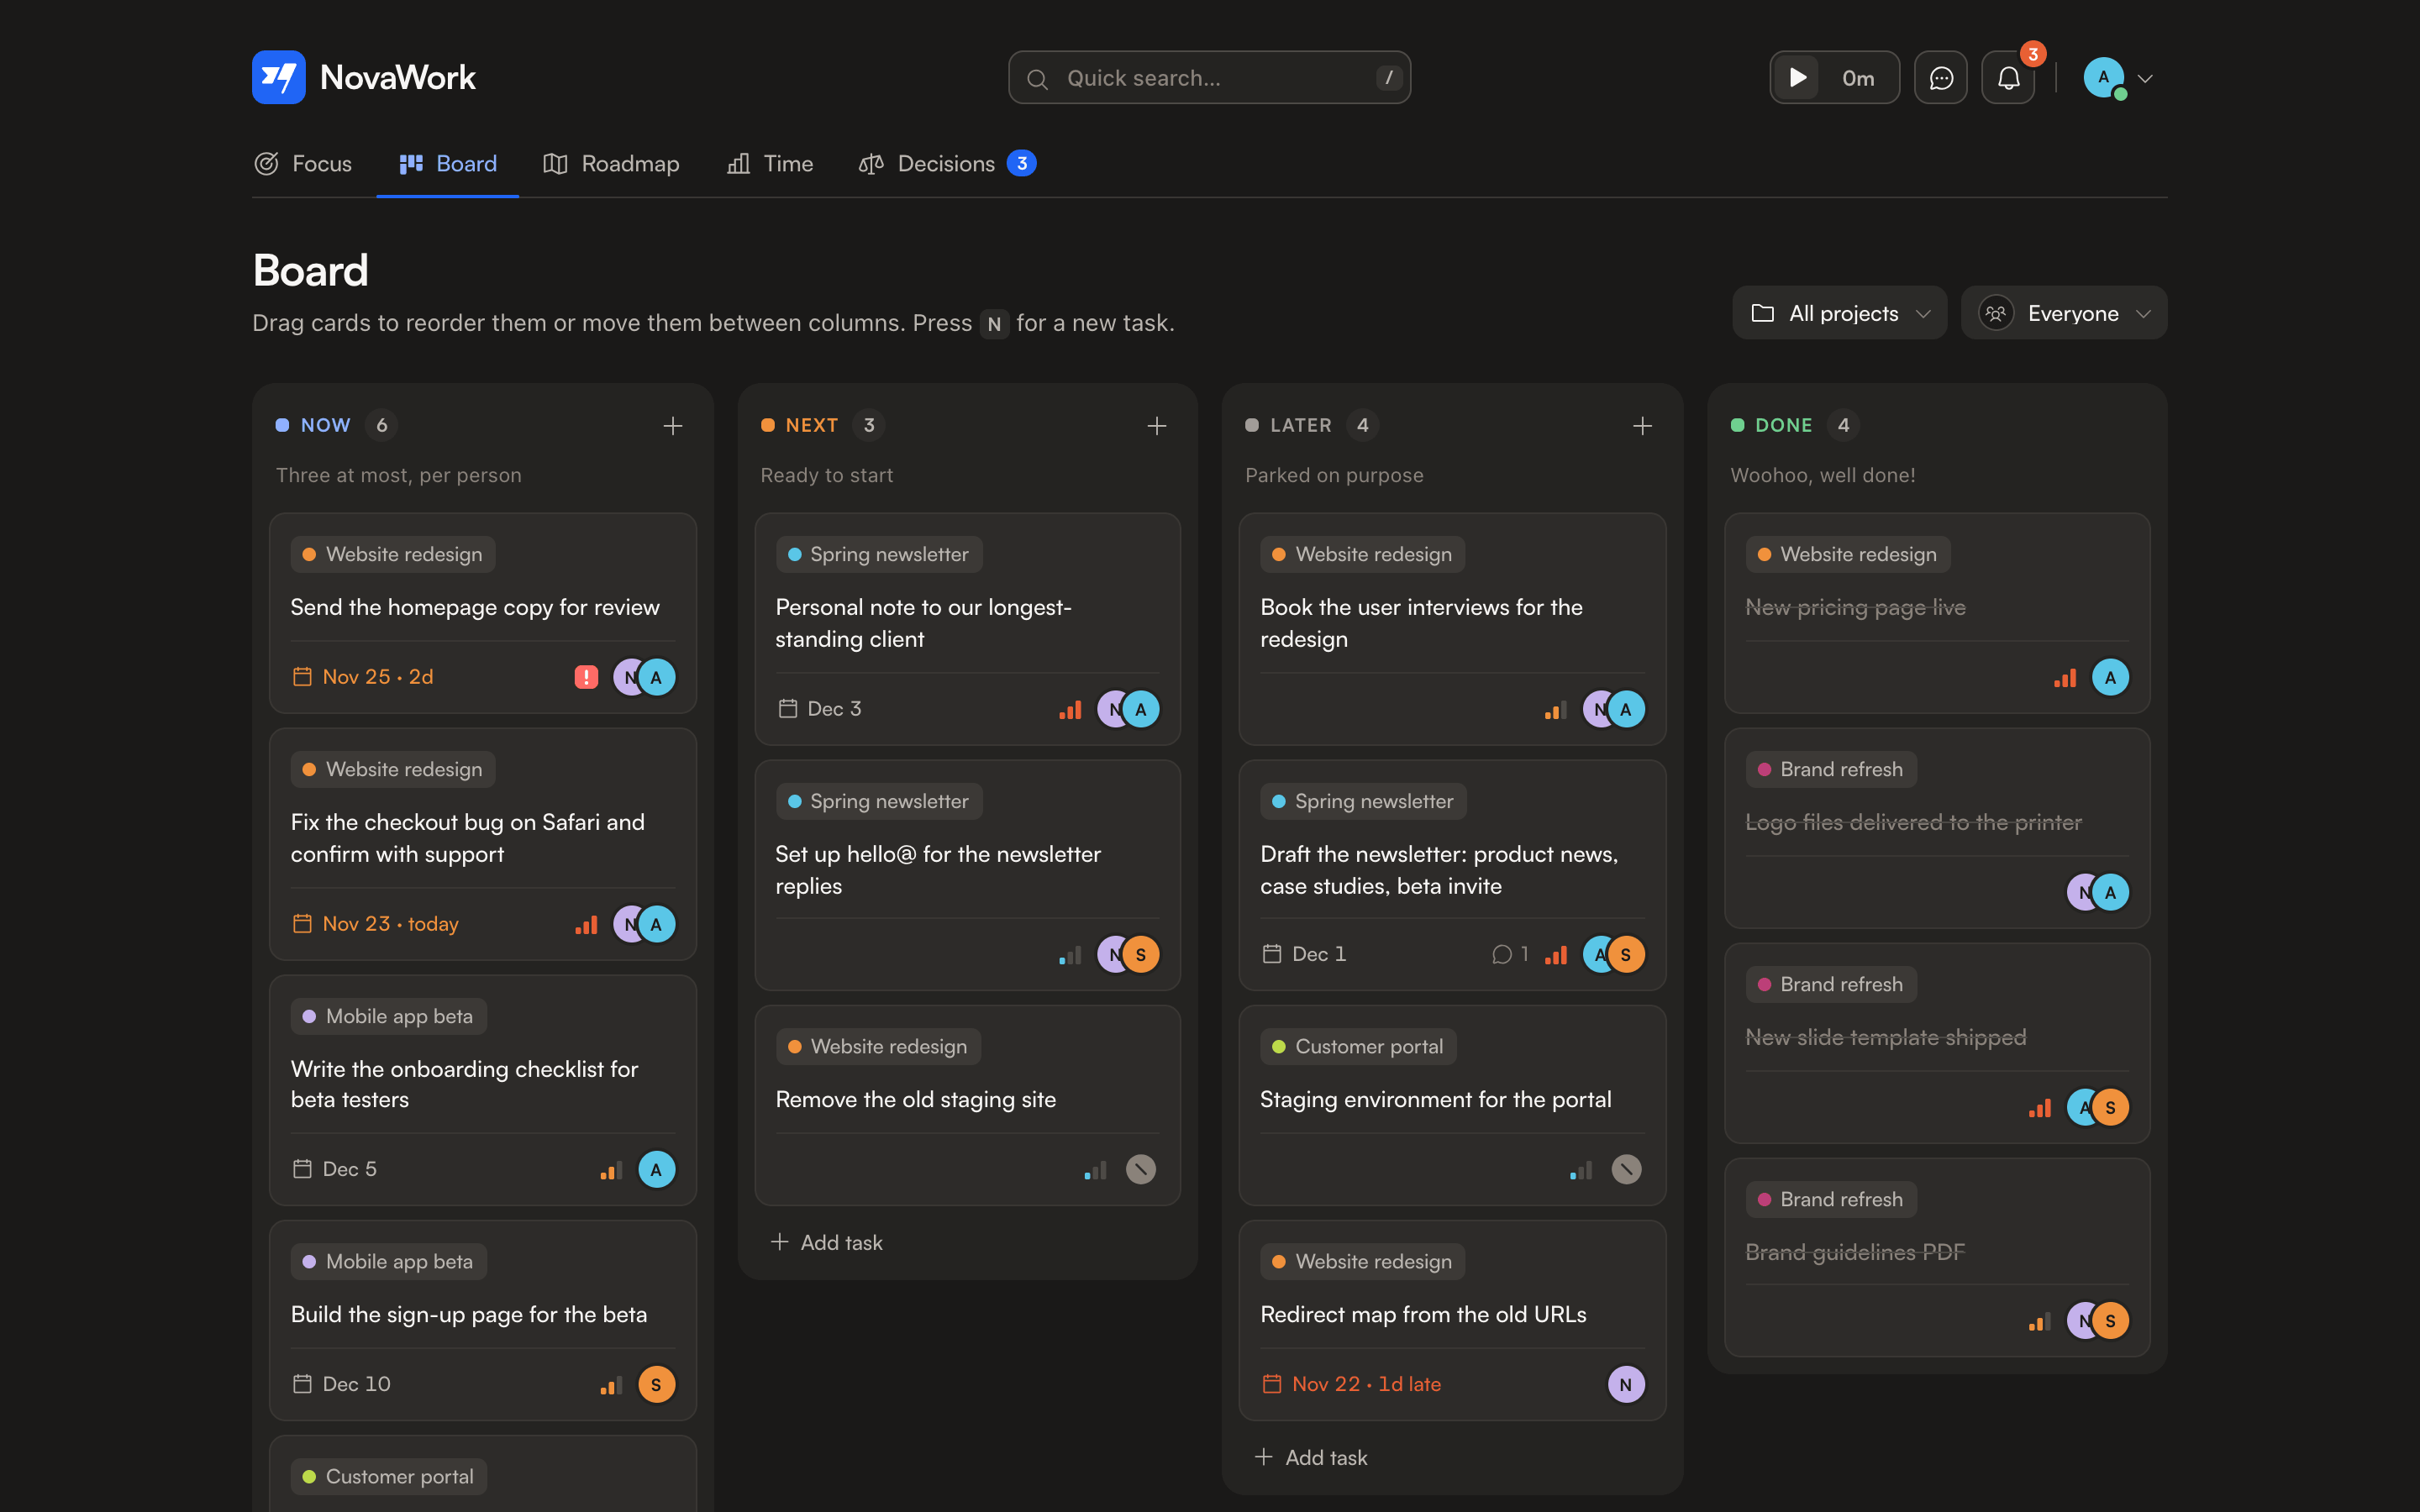 NovaWork
Quick search...
/
0m
3
A
Focus
Board
Roadmap
Time
Decisions 3
Board
Drag cards to reorder them or move them between columns. Press N for a new task.
All projects
Everyone
NOW 6
Three at most, per person
Website redesign
Send the homepage copy for review
Nov 25 · 2d
! N A
Website redesign
Fix the checkout bug on Safari and
confirm with support
Nov 23 · today
N A
Mobile app beta
Write the onboarding checklist for
beta testers
Dec 5
A
Mobile app beta
Build the sign-up page for the beta
Dec 10
S
Customer portal
NEXT 3
Ready to start
Spring newsletter
Personal note to our longest-
standing client
Dec 3
N A
Spring newsletter
Set up hello@ for the newsletter
replies
N S
Website redesign
Remove the old staging site
Add task
LATER 4
Parked on purpose
Website redesign
Book the user interviews for the
redesign
N A
Spring newsletter
Draft the newsletter: product news,
case studies, beta invite
Dec 1
1
A S
Customer portal
Staging environment for the portal
Website redesign
Redirect map from the old URLs
Nov 22 · 1d late
N
Add task
DONE 4
Woohoo, well done!
Website redesign
New pricing page live
A
Brand refresh
Logo files delivered to the printer
N A
Brand refresh
New slide template shipped
A S
Brand refresh
Brand guidelines PDF
N S